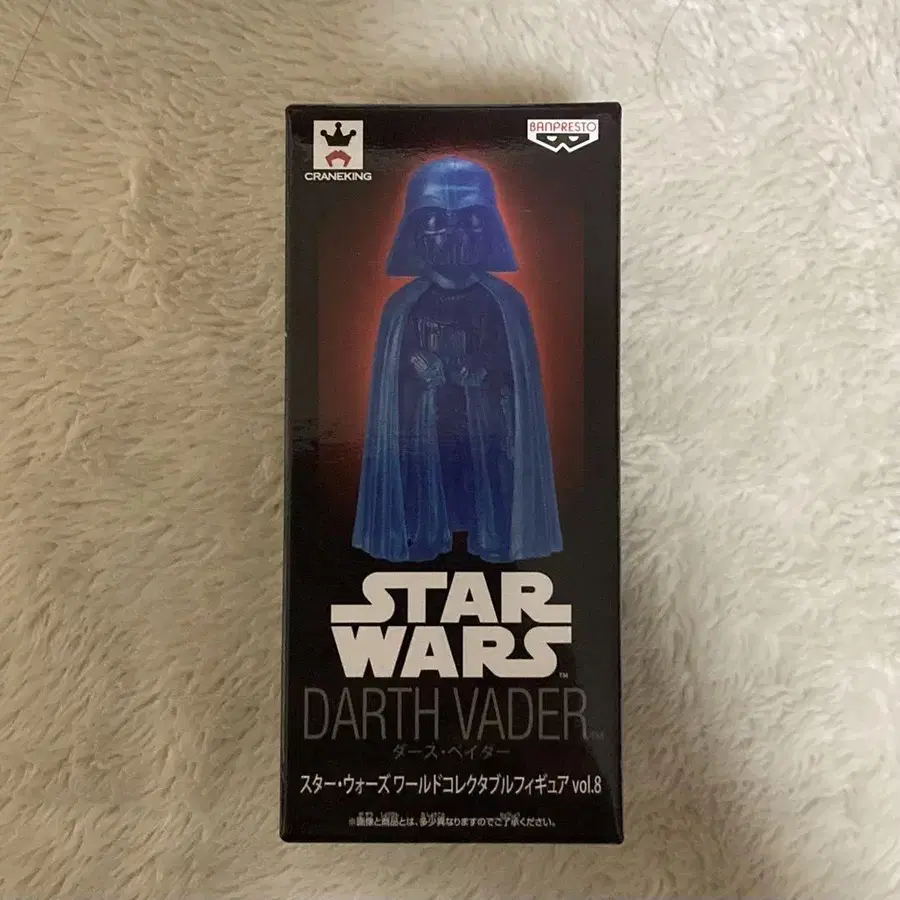 CRANEKING
BANPRESTO
STAR
WARS™
DARTH VADER™
ダース・ベイダー
スター・ウォーズ ワールドコレクタブルフィギュア vol.8
※画像と商品とは、多少異なりますのでご了承ください。